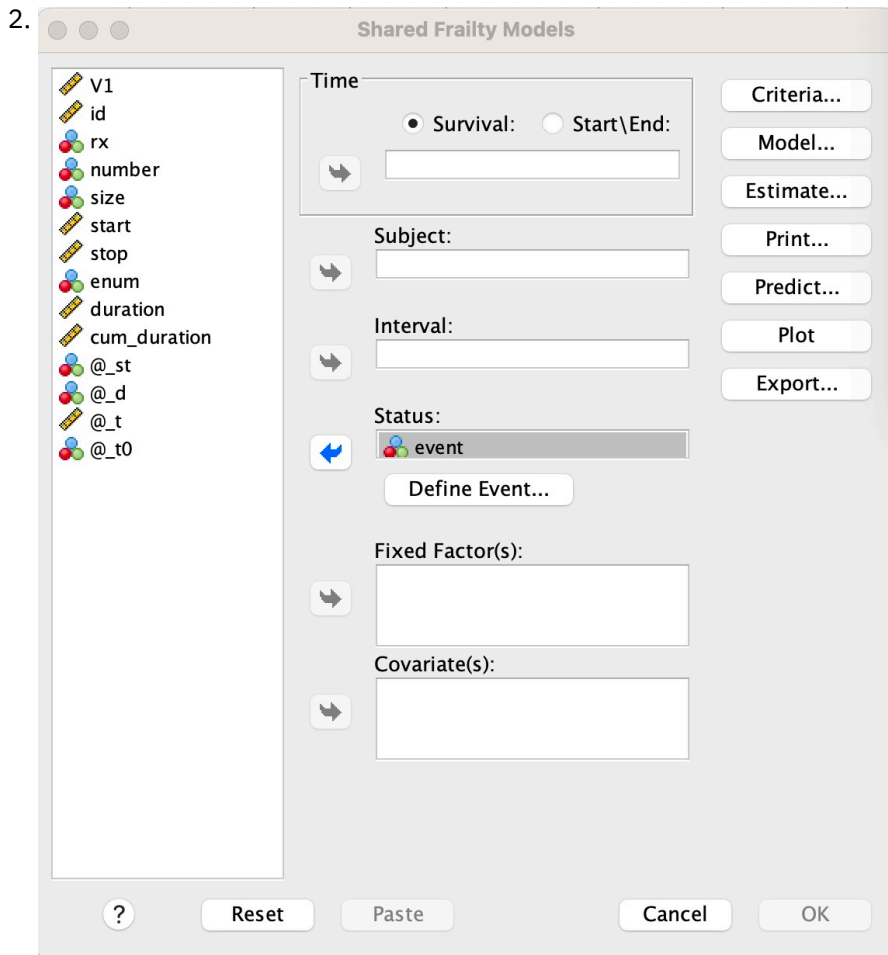 2.
Shared Frailty Models
V1
id
rx
number
size
start
stop
enum
duration
cum_duration
@_st
@_d
@_t
@_t0
Time
Survival:
Start\End:
Subject:
Interval:
Status:
event
Define Event...
Fixed Factor(s):
Covariate(s):
Criteria...
Model...
Estimate...
Print...
Predict...
Plot
Export...
?
Reset
Paste
Cancel
OK